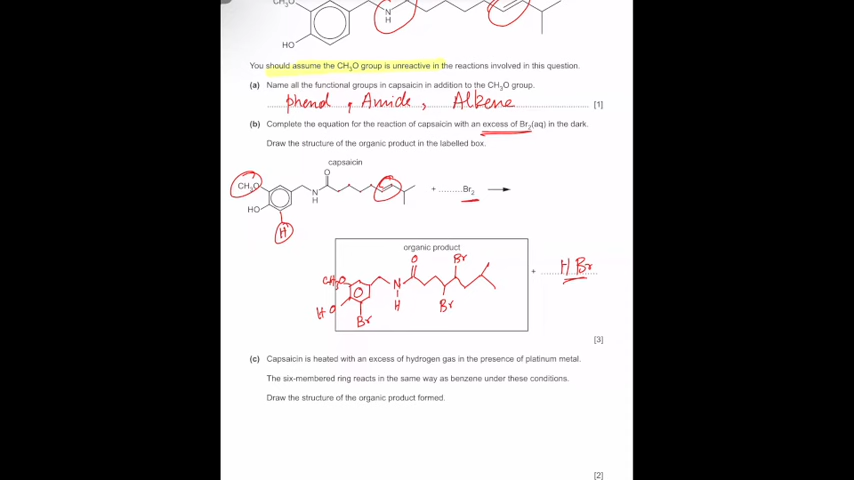 CH₃O
N
H
HO
You should assume the CH₃O group is unreactive in the reactions involved in this question.
(a) Name all the functional groups in capsaicin in addition to the CH₃O group.
phenol, Amide, Alkene [1]
(b) Complete the equation for the reaction of capsaicin with an excess of Br₂(aq) in the dark.
Draw the structure of the organic product in the labelled box.
capsaicin
O
CH₃O
N
H
HO
+ ......... Br₂
H
organic product
O
Br
CH₃O
N
H
HO
Br
Br
+ HBr
[3]
(c) Capsaicin is heated with an excess of hydrogen gas in the presence of platinum metal.
The six-membered ring reacts in the same way as benzene under these conditions.
Draw the structure of the organic product formed.
[2]